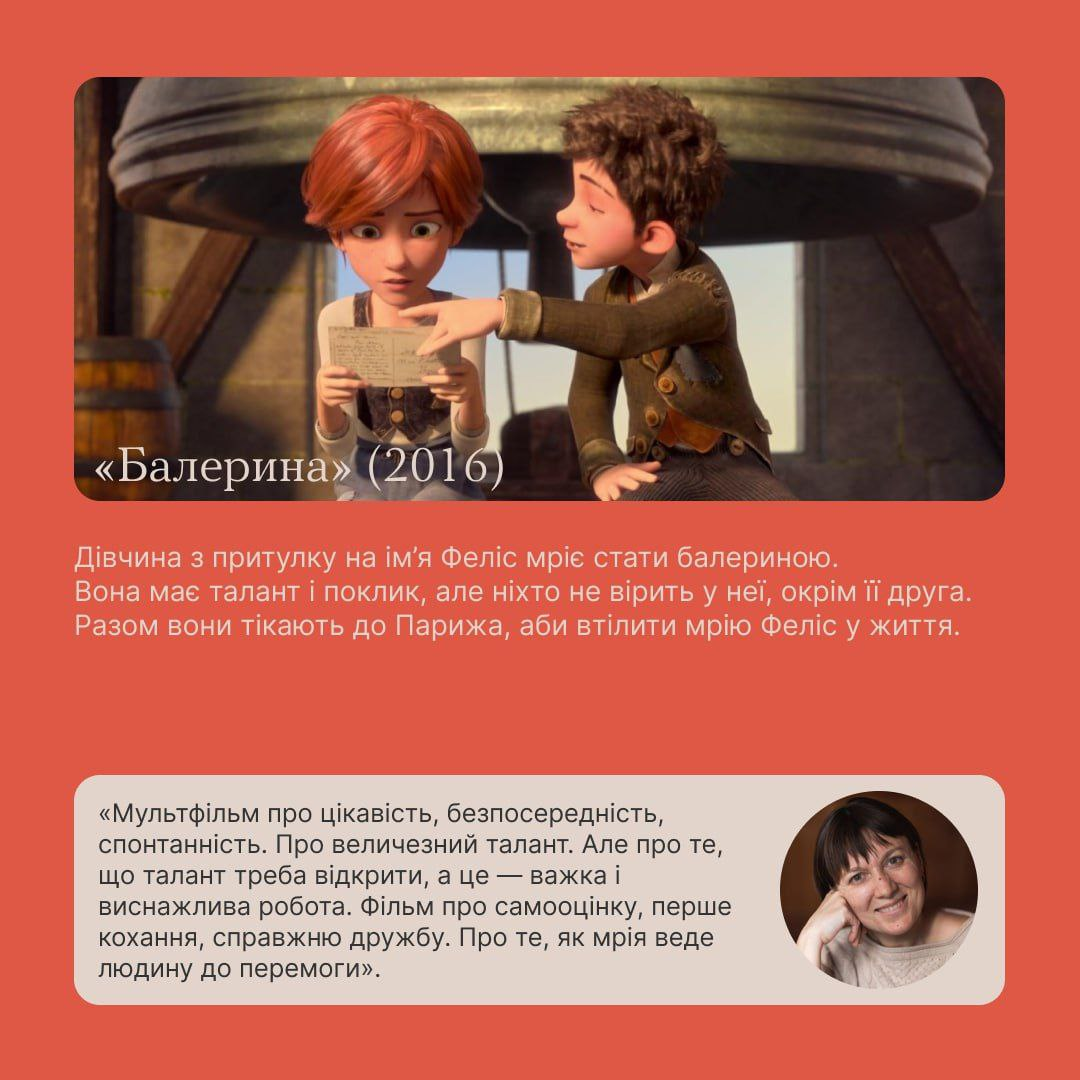 «Балерина» (2016)
Дівчина з притулку на ім’я Феліс мріє стати балериною.
Вона має талант і поклик, але ніхто не вірить у неї, окрім її друга.
Разом вони тікають до Парижа, аби втілити мрію Феліс у життя.
«Мультфільм про цікавість, безпосередність,
спонтанність. Про величезний талант. Але про те,
що талант треба відкрити, а це — важка і
виснажлива робота. Фільм про самооцінку, перше
кохання, справжню дружбу. Про те, як мрія веде
людину до перемоги».